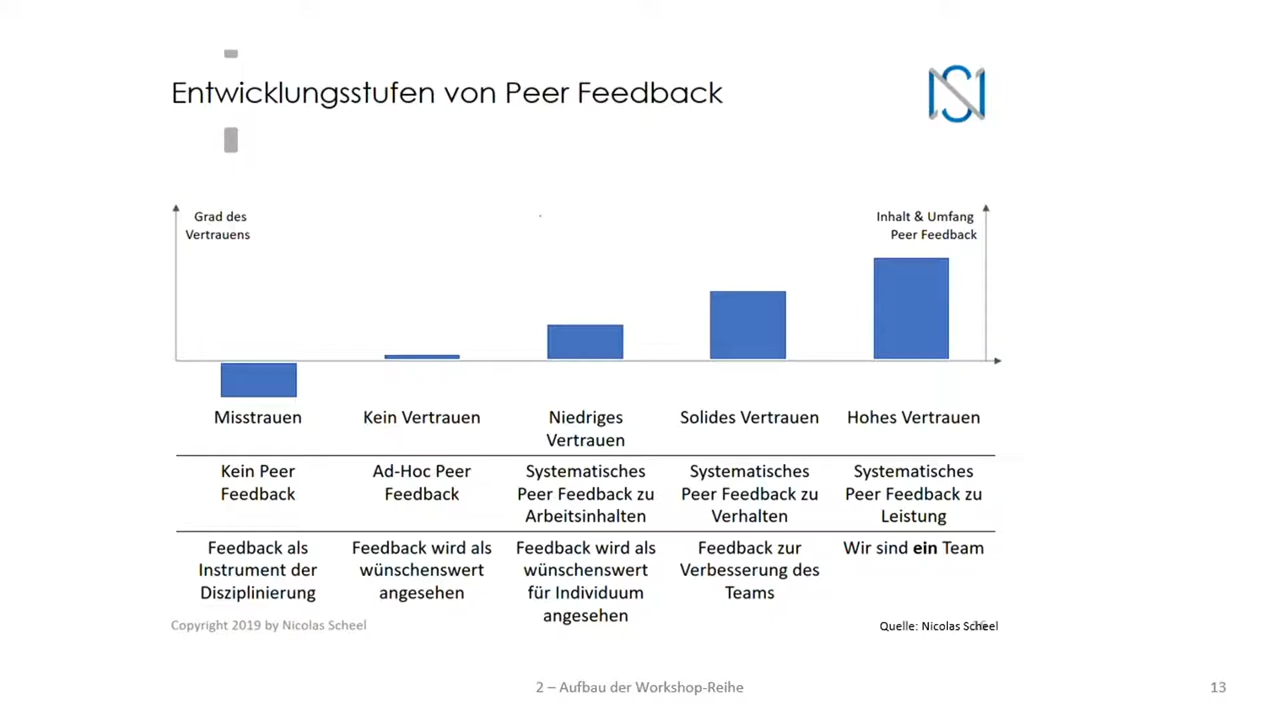 Entwicklungsstufen von Peer Feedback
Grad des
Vertrauens
Inhalt & Umfang
Peer Feedback
Misstrauen
Kein Vertrauen
Niedriges
Vertrauen
Solides Vertrauen
Hohes Vertrauen
Kein Peer
Feedback
Ad-Hoc Peer
Feedback
Systematisches
Peer Feedback zu
Arbeitsinhalten
Systematisches
Peer Feedback zu
Verhalten
Systematisches
Peer Feedback zu
Leistung
Feedback als
Instrument der
Disziplinierung
Feedback wird als
wünschenswert
angesehen
Feedback wird als
wünschenswert
für Individuum
angesehen
Feedback zur
Verbesserung des
Teams
Wir sind ein Team
Copyright 2019 by Nicolas Scheel
Quelle: Nicolas Scheel
2 – Aufbau der Workshop-Reihe
13